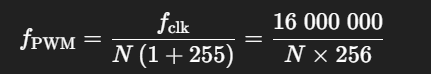 f_PWM = f_clk / (N (1 + 255)) = 16 000 000 / (N × 256)